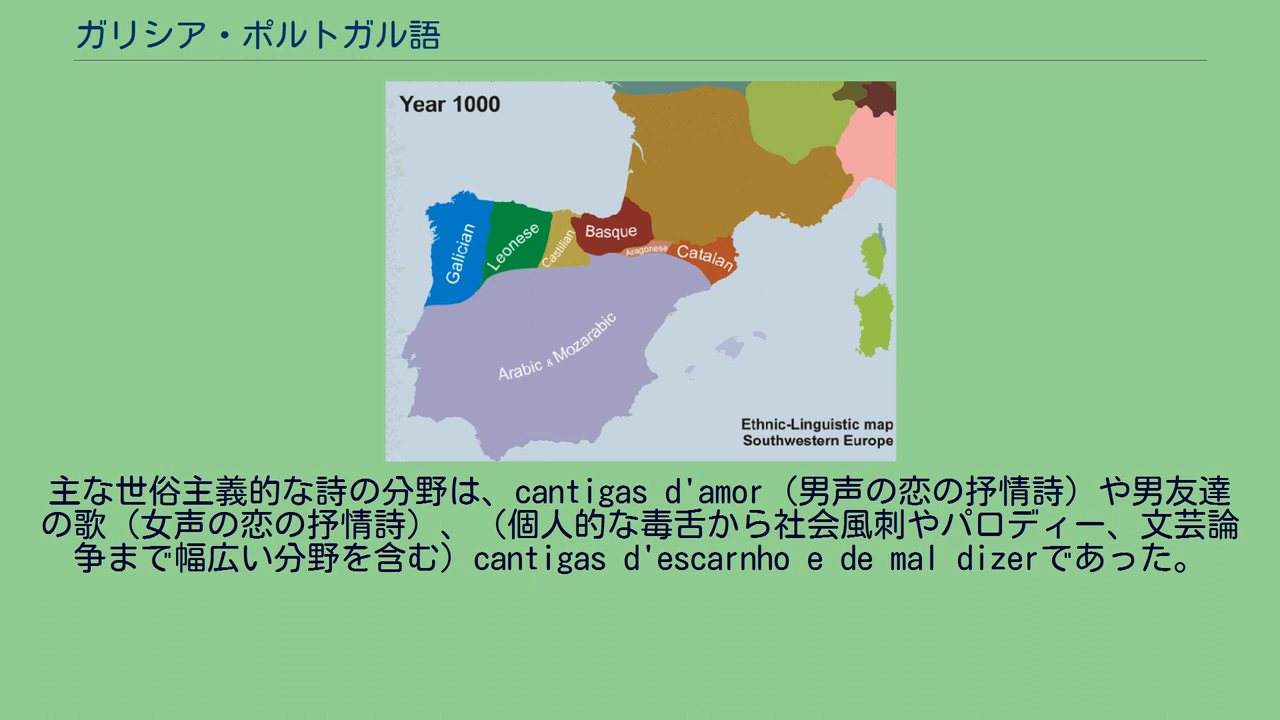 ガリシア・ポルトガル語
Year 1000
Galician
Leonese
Castilian
Basque
Aragonese
Catalan
Arabic & Mozarabic
Ethnic-Linguistic map
Southwestern Europe
主な世俗主義的な詩の分野は、cantigas d'amor（男声の恋の抒情詩）や男友達
の歌（女声の恋の抒情詩）、（個人的な毒舌から社会風刺やパロディー、文芸論
争まで幅広い分野を含む）cantigas d'escarnho e de mal dizerであった。